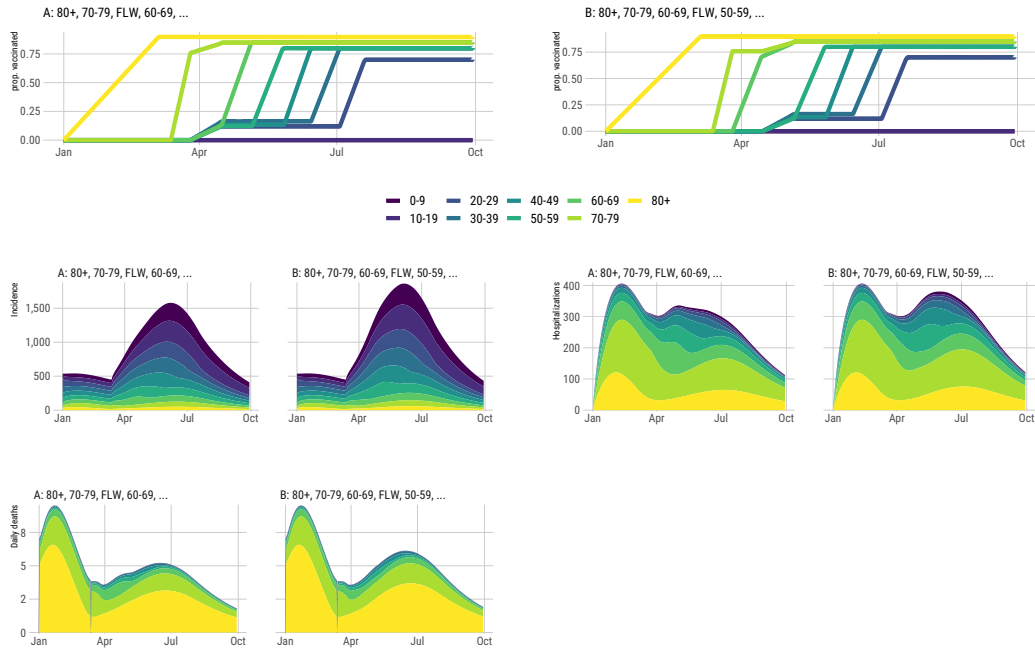 A: 80+, 70-79, FLW, 60-69, ...
B: 80+, 70-79, 60-69, FLW, 50-59, ...
prop. vaccinated
0.75
0.50
0.25
0.00
Jan Apr Jul Oct
prop. vaccinated
0.75
0.50
0.25
0.00
Jan Apr Jul Oct
0-9 20-29 40-49 60-69 80+
10-19 30-39 50-59 70-79
A: 80+, 70-79, FLW, 60-69, ...
B: 80+, 70-79, 60-69, FLW, 50-59, ...
Incidence
1,500
1,000
500
0
Jan Apr Jul Oct
Jan Apr Jul Oct
A: 80+, 70-79, FLW, 60-69, ...
B: 80+, 70-79, 60-69, FLW, 50-59, ...
Hospitalizations
400
300
200
100
0
Jan Apr Jul Oct
Jan Apr Jul Oct
A: 80+, 70-79, FLW, 60-69, ...
B: 80+, 70-79, 60-69, FLW, 50-59, ...
Daily deaths
8
5
2
0
Jan Apr Jul Oct
Jan Apr Jul Oct